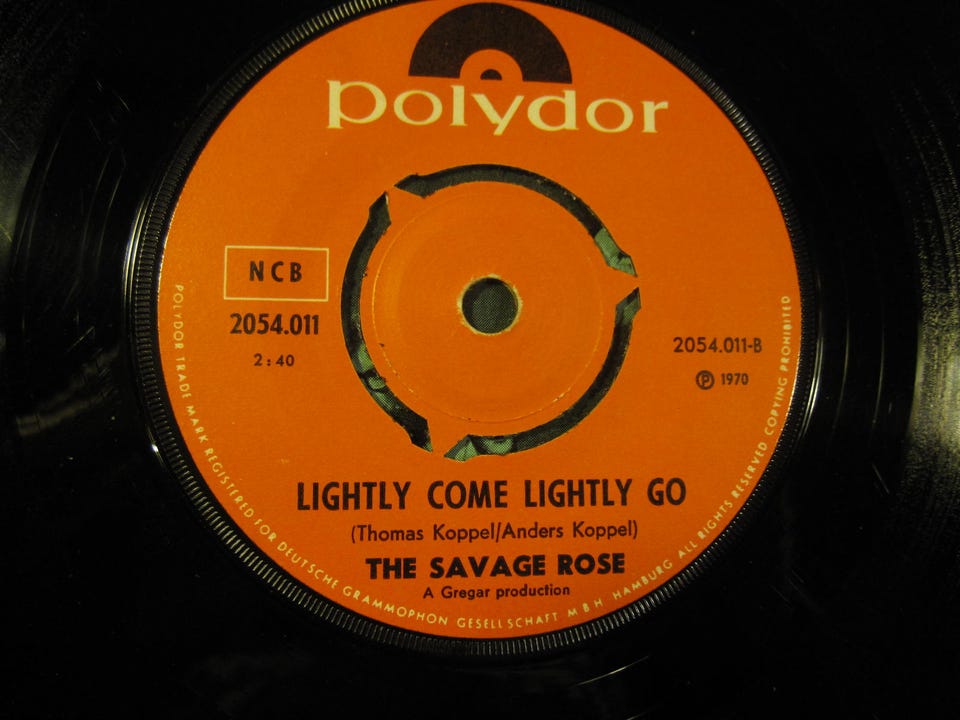 polydor
NCB
2054.011
2:40
2054.011-B
Ⓟ 1970
LIGHTLY COME LIGHTLY GO
(Thomas Koppel/Anders Koppel)
THE SAVAGE ROSE
A Gregar production
POLYDOR TRADE MARK REGISTERED FOR DEUTSCHE GRAMMOPHON GESELLSCHAFT MBH HAMBURG ALL RIGHTS RESERVED COPYING PROHIBITED